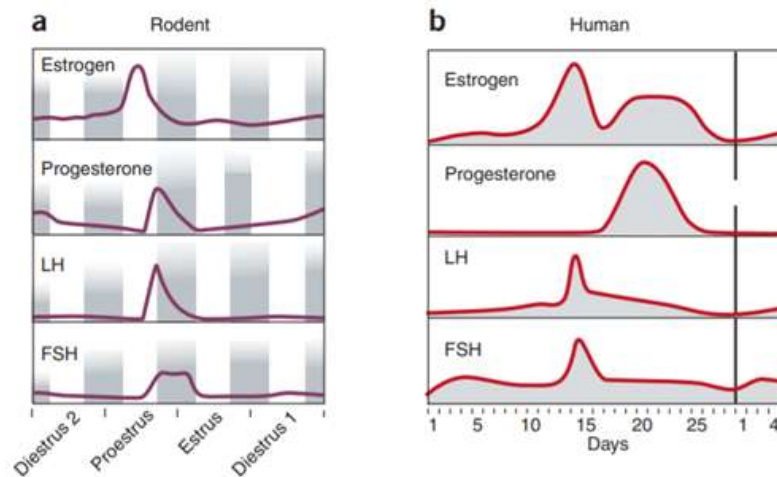 a
Rodent
Estrogen
Progesterone
LH
FSH
Diestrus 2
Proestrus
Estrus
Diestrus 1
b
Human
Estrogen
Progesterone
LH
FSH
1 5 10 15 20 25 1 4
Days